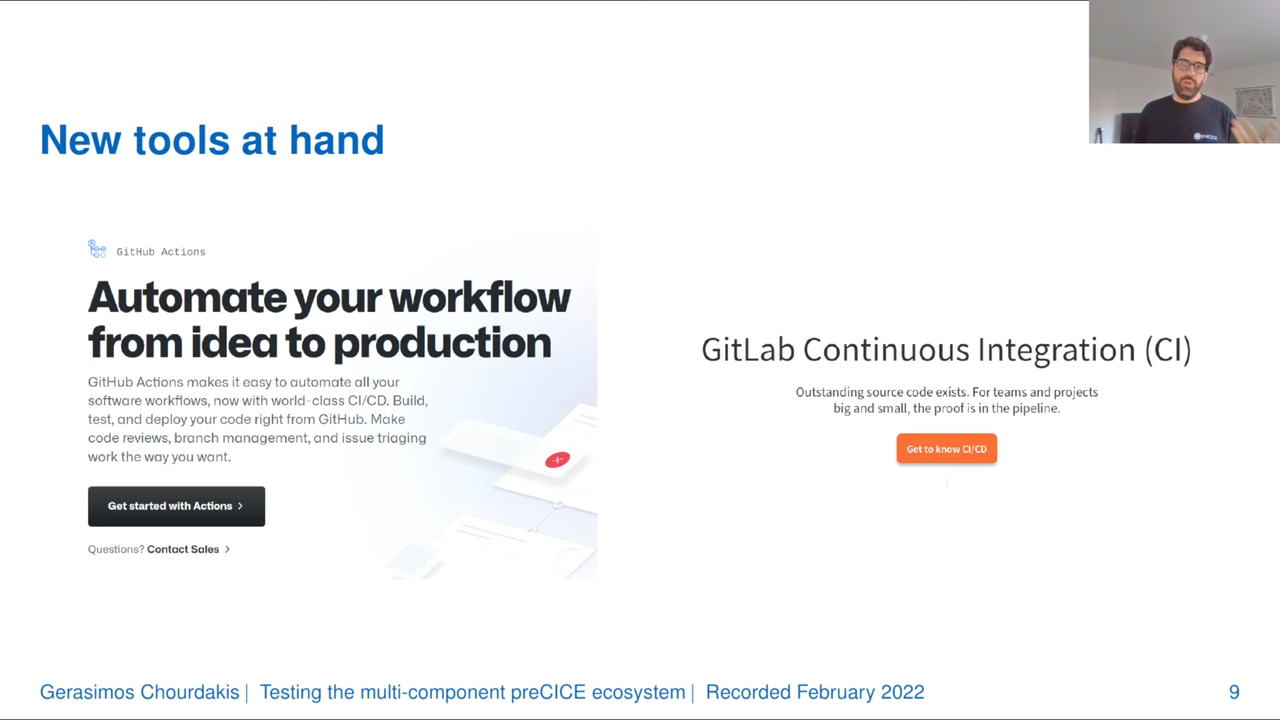 New tools at hand
GitHub Actions
Automate your workflow
from idea to production
GitHub Actions makes it easy to automate all your
software workflows, now with world-class CI/CD. Build,
test, and deploy your code right from GitHub. Make
code reviews, branch management, and issue triaging
work the way you want.
Get started with Actions >
Questions? Contact Sales >
GitLab Continuous Integration (CI)
Outstanding source code exists. For teams and projects
big and small, the proof is in the pipeline.
Get to know CI/CD
Gerasimos Chourdakis | Testing the multi-component preCICE ecosystem | Recorded February 2022
9